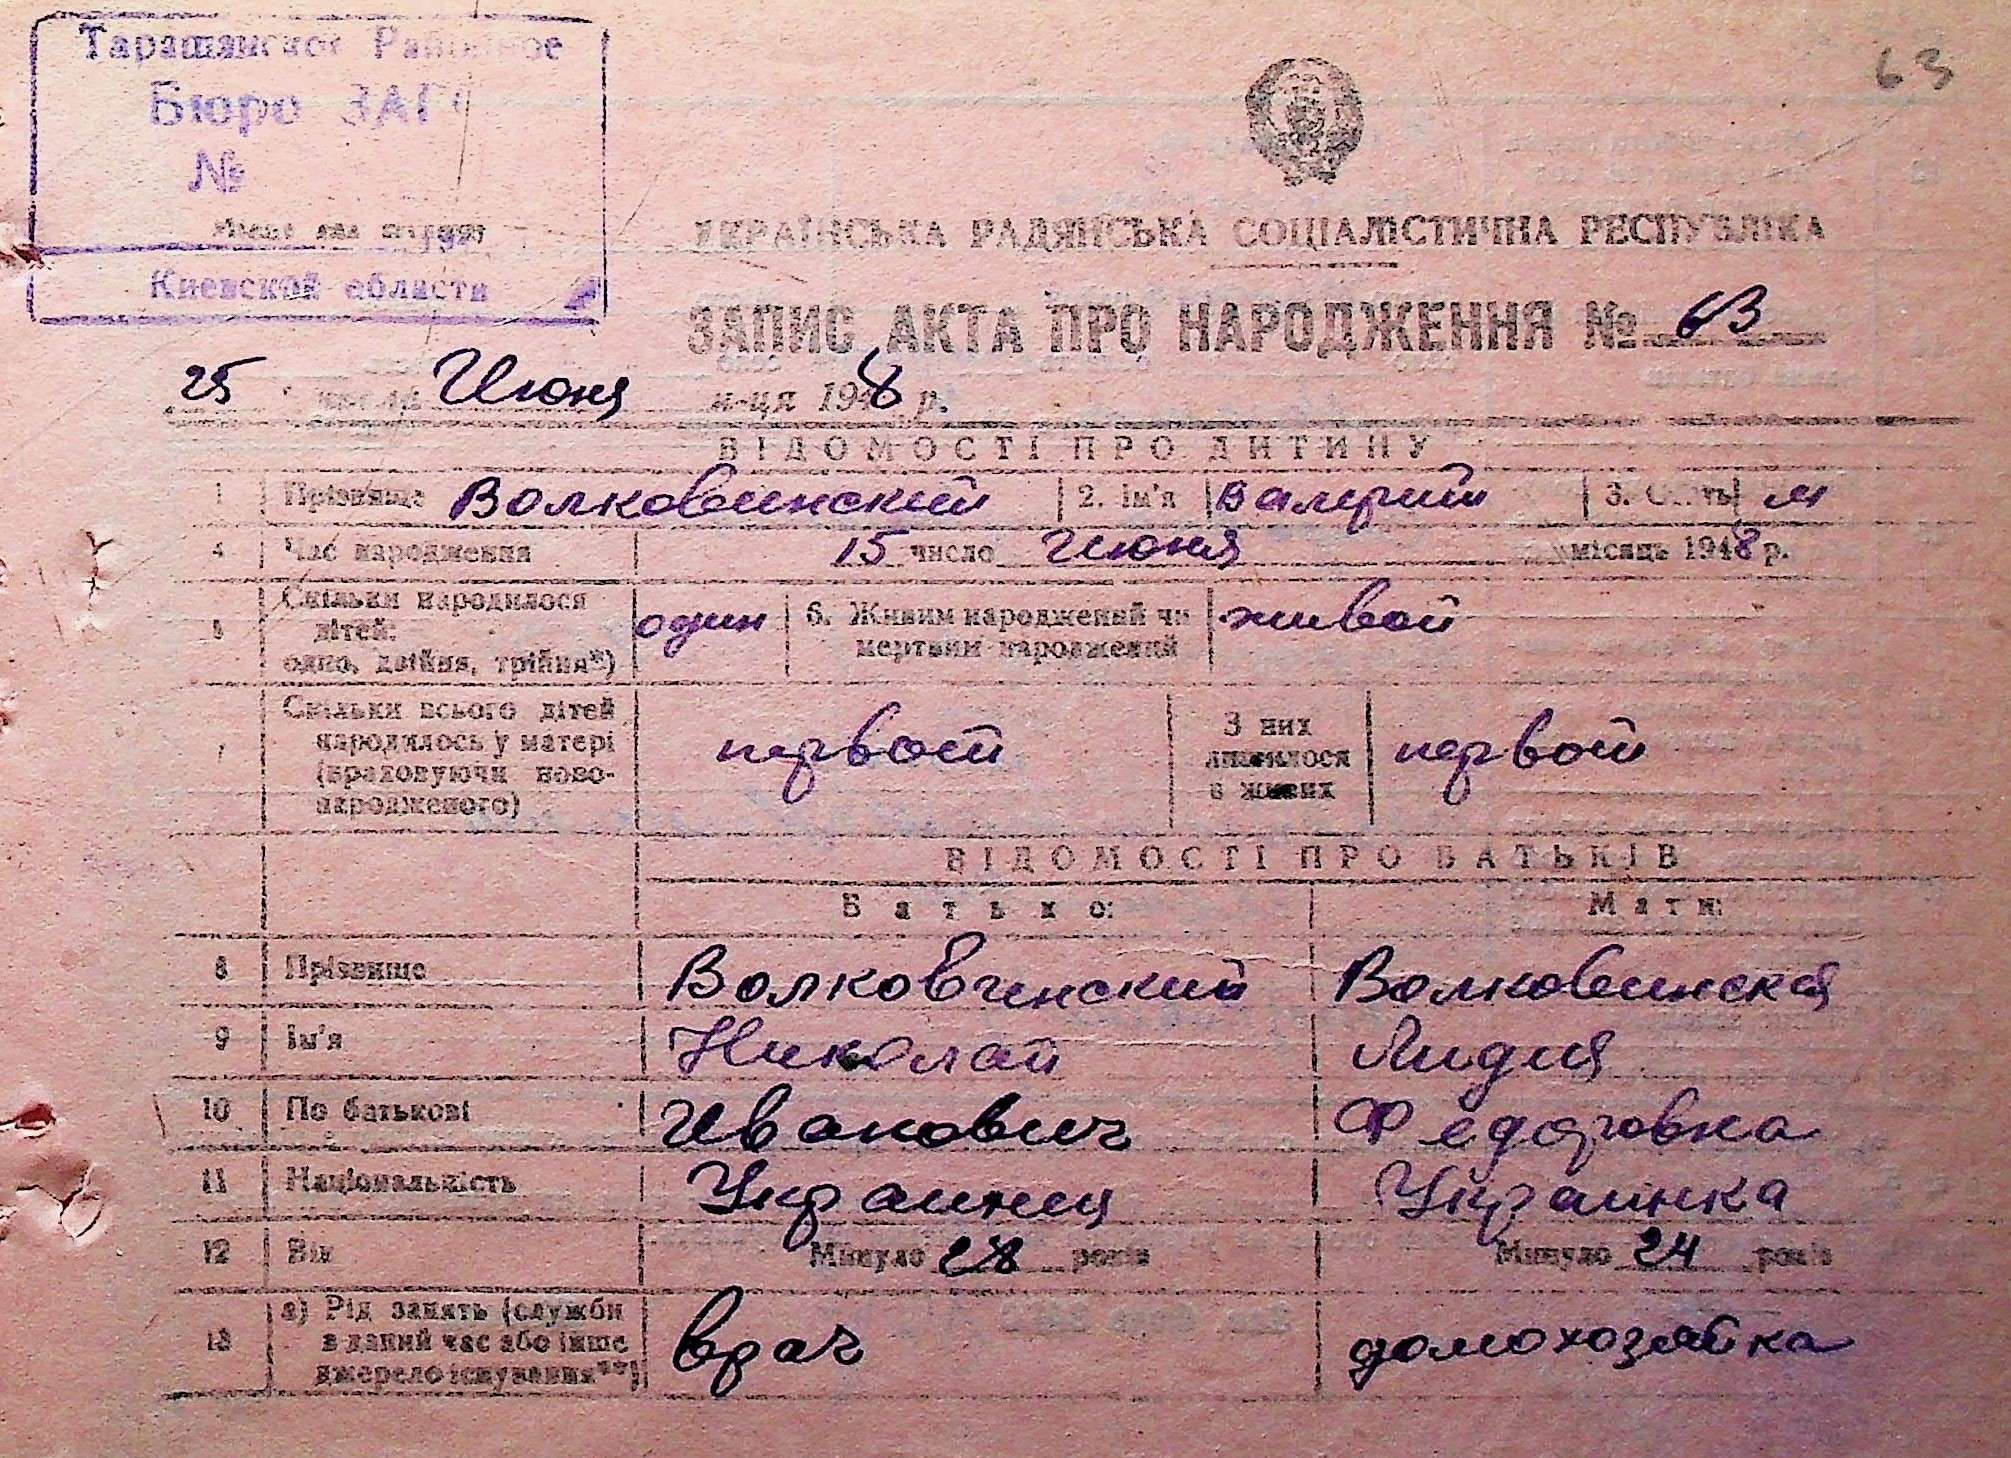 Таращанское Районное
Бюро ЗАГС
№
Киевской области
63
УКРАЇНСЬКА РАДЯНСЬКА СОЦІАЛІСТИЧНА РЕСПУБЛІКА
ЗАПИС АКТА ПРО НАРОДЖЕННЯ № 63
25 числа Июня м-ця 1948 р.
ВІДОМОСТІ ПРО ДИТИНУ
1 Прізвище Волковинский 2. Ім'я Валерий 3. Стать м
4 Час народження 15 число Июня місяць 1948 р.
5 Скільки народилося дітей: одно, двійня, трійня*) один 6. Живим народжений чи мертвим народжений живой
7 Скільки всього дітей народилось у матері (враховуючи новонародженого) первой З них лишилося в живих первой
ВІДОМОСТІ ПРО БАТЬКІВ
Батько: Мати:
8 Прізвище Волковинский Волковинская
9 Ім'я Николай Лидия
10 По батькові Иванович Федоровна
11 Національність Украинец Украинка
12 Вік Минуло 28 років Минуло 24 років
13 а) Рід занять (служби в даний час або інше джерело існування**) врач домохозяйка